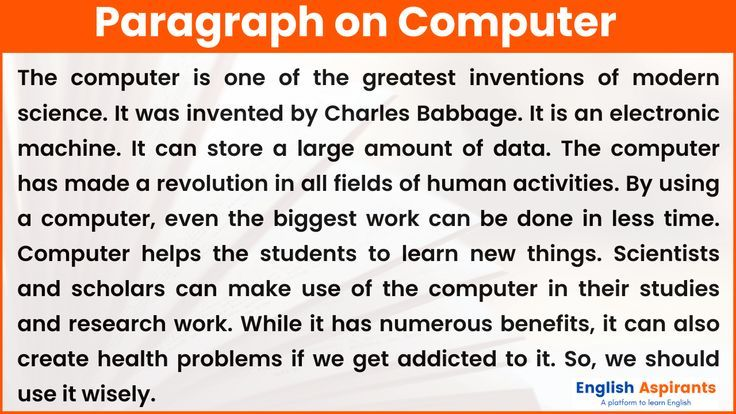 Paragraph on Computer
The computer is one of the greatest inventions of modern
science. It was invented by Charles Babbage. It is an electronic
machine. It can store a large amount of data. The computer
has made a revolution in all fields of human activities. By using
a computer, even the biggest work can be done in less time.
Computer helps the students to learn new things. Scientists
and scholars can make use of the computer in their studies
and research work. While it has numerous benefits, it can also
create health problems if we get addicted to it. So, we should
use it wisely.
English Aspirants
A platform to learn English